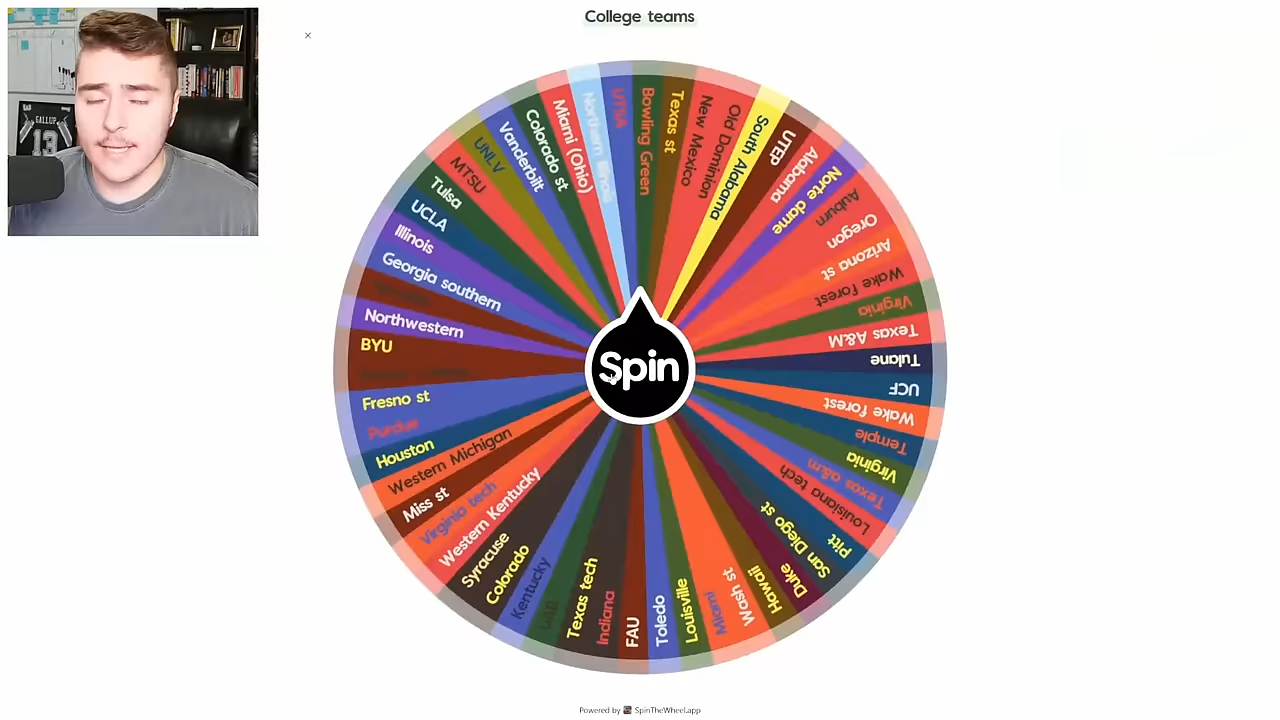 College teams
×
GALLUP
13
Bowling Green
Texas st
New Mexico
Old Dominion
South Alabama
UTEP
Alabama
Norte dame
Auburn
Oregon
Arizona st
Wake Forest
Virginia
Texas A&M
Tulane
UCF
Wake forest
Temple
Virginia
Texas a&m
Louisiana tech
Pitt
San Diego st
Duke
Hawaii
Wash st
Miami
Louisville
Toledo
FAU
Indiana
Texas tech
UAB
Kentucky
Colorado
Syracuse
Western Kentucky
Virginia tech
Miss st
Western Michigan
Houston
Purdue
Fresno st
BYU
Northwestern
Georgia southern
Illinois
UCLA
Tulsa
MTSU
UNLV
Vanderbilt
Colorado st
Miami (Ohio)
Northern Illinois
UTSA
Spin
Powered by SpinTheWheel.app